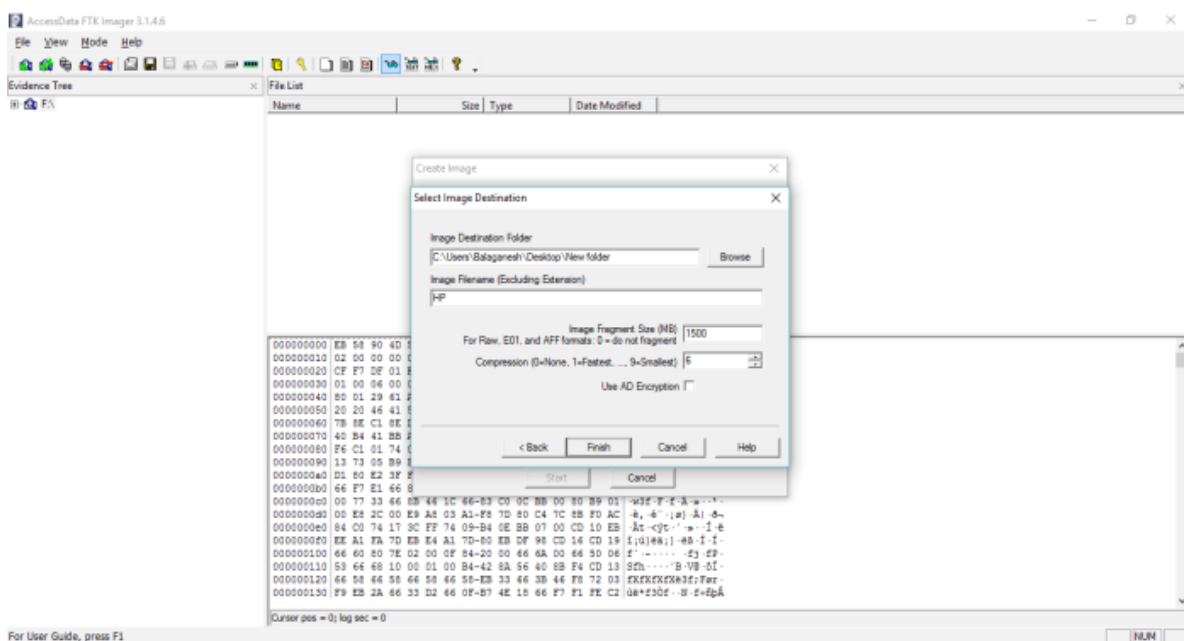 AccessData FTK Imager 3.1.4.6
File View Mode Help
Evidence Tree
File List
F:\
Name Size Type Date Modified
Create Image
Select Image Destination
Image Destination Folder
C:\Users\Balaganesh\Desktop\New folder
Browse
Image Filename (Excluding Extension)
HP
Image Fragment Size (MB)
For Raw, E01, and AFF formats: 0 = do not fragment
1500
Compression (0=None, 1=Fastest, ..., 9=Smallest)
6
Use AD Encryption
< Back Finish Cancel Help
Start Cancel
000000000 EB 58 90 4D
000000010 02 00 00 00
000000020 CF F7 DF 01
000000030 01 00 06 00
000000040 80 01 29 61
000000050 20 20 46 41
000000060 7B 8E C1 8E
000000070 40 B4 41 BB
000000080 F6 C1 01 74
000000090 13 73 05 B9
0000000a0 D1 80 E2 3F
0000000b0 66 F7 E1 66
0000000c0 00 77 33 66 8B 46 1C 66-83 C0 0C BB 00 80 B9 01
0000000d0 00 E8 2C 00 E9 A8 03 A1-F8 7D 80 C4 7C 8B F0 AC
0000000e0 84 C0 74 17 3C FF 74 09-B4 0E BB 07 00 CD 10 EB
0000000f0 EE A1 FA 7D EB E4 A1 7D-80 EB DF 98 CD 16 CD 19
000000100 66 60 80 7E 02 00 0F 84-20 00 66 6A 00 66 50 06
000000110 53 66 68 10 00 01 00 B4-42 8A 56 40 8B F4 CD 13
000000120 66 58 66 58 66 58 66 58-EB 33 66 3B 46 F8 72 03
000000130 F9 EB 2A 66 33 D2 66 0F-B7 4E 18 66 F7 F1 FE C2
Cursor pos = 0; log sec = 0
For User Guide, press F1
NUM